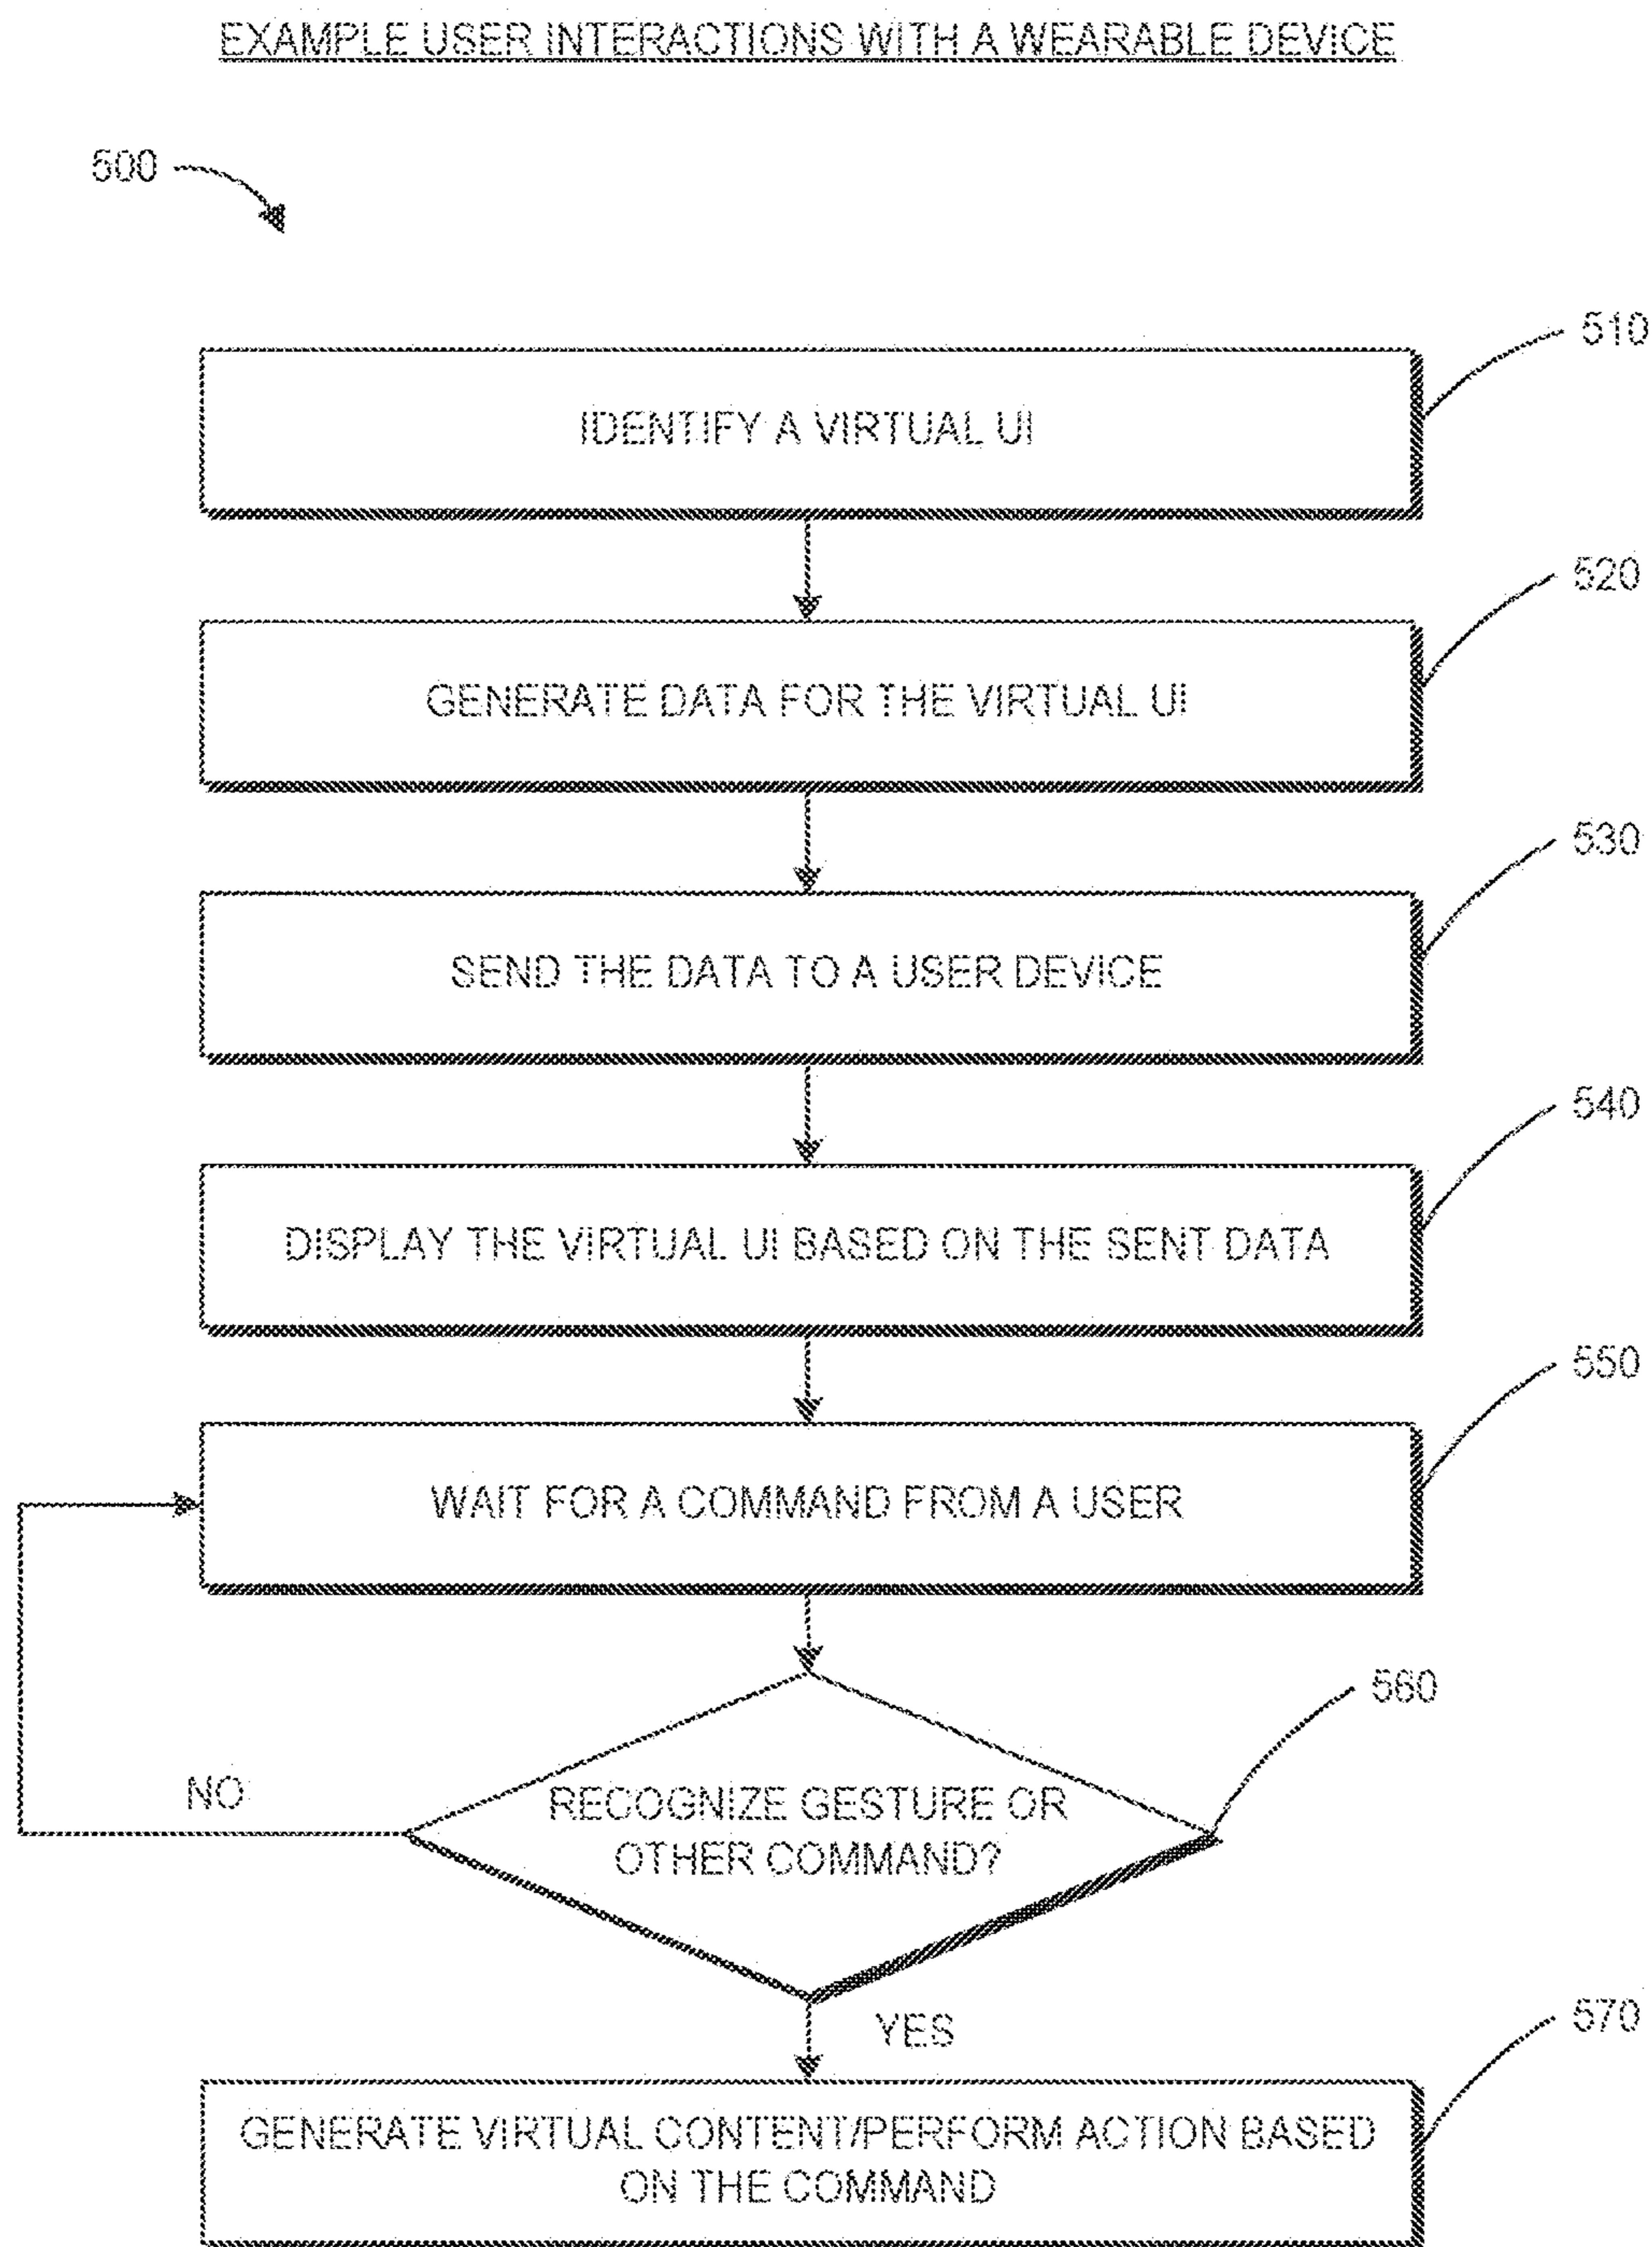 EXAMPLE USER INTERACTIONS WITH A WEARABLE DEVICE
500
510
IDENTIFY A VIRTUAL UI
520
GENERATE DATA FOR THE VIRTUAL UI
530
SEND THE DATA TO A USER DEVICE
540
DISPLAY THE VIRTUAL UI BASED ON THE SENT DATA
550
WAIT FOR A COMMAND FROM A USER
560
NO
RECOGNIZE GESTURE OR
OTHER COMMAND?
YES
570
GENERATE VIRTUAL CONTENT/PERFORM ACTION BASED
ON THE COMMAND